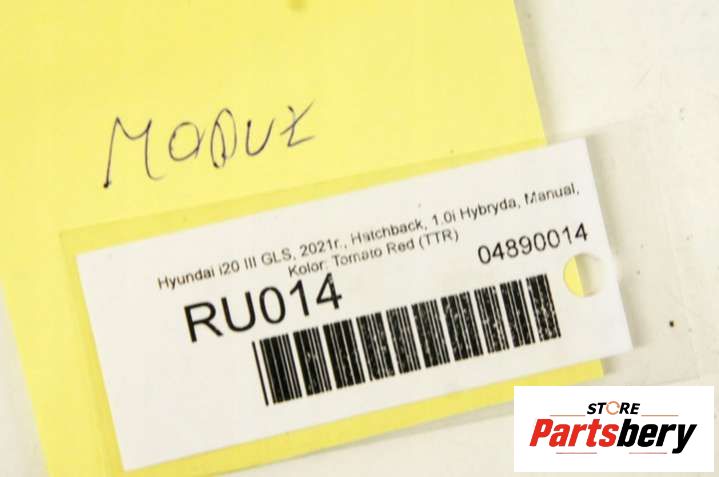 MODUŁ
Hyundai i20 III GLS, 2021r., Hatchback, 1.0i Hybryda, Manual,
Kolor: Tomato Red (TTR)
RU014
04890014
STORE
Partsbery